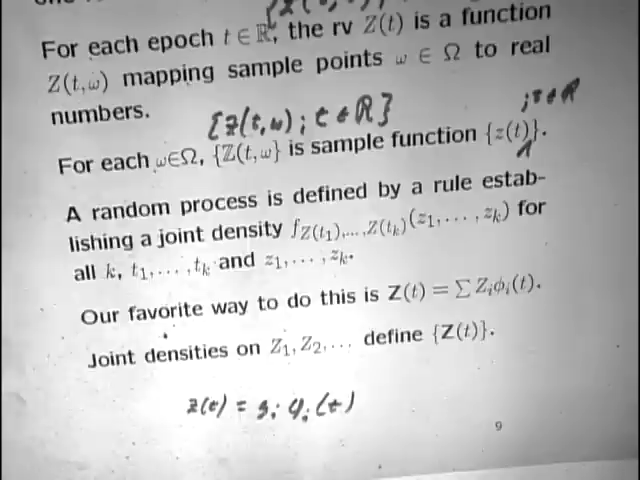 For each epoch t ∈ ℝ, the rv Z(t) is a function
Z(t,ω) mapping sample points ω ∈ Ω to real
numbers.
{z(t,ω); t ∈ ℝ}
; t ∈ ℝ
For each ω∈Ω, {Z(t,ω} is sample function {z(t)}.
A random process is defined by a rule estab-
lishing a joint density f_{Z(t_1),...,Z(t_k)}(z_1, . . . , z_k) for
all k, t_1, . . . , t_k and z_1, . . . , z_k.
Our favorite way to do this is Z(t) = ∑ Z_iϕ_i(t).
Joint densities on Z_1, Z_2, . . . define {Z(t)}.
z(t) = 3; 4; (t)
9